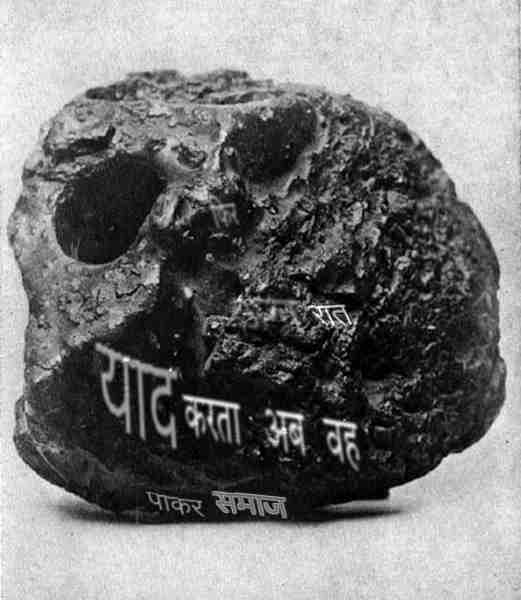 रात
याद करता अब वह
पाकर समाज